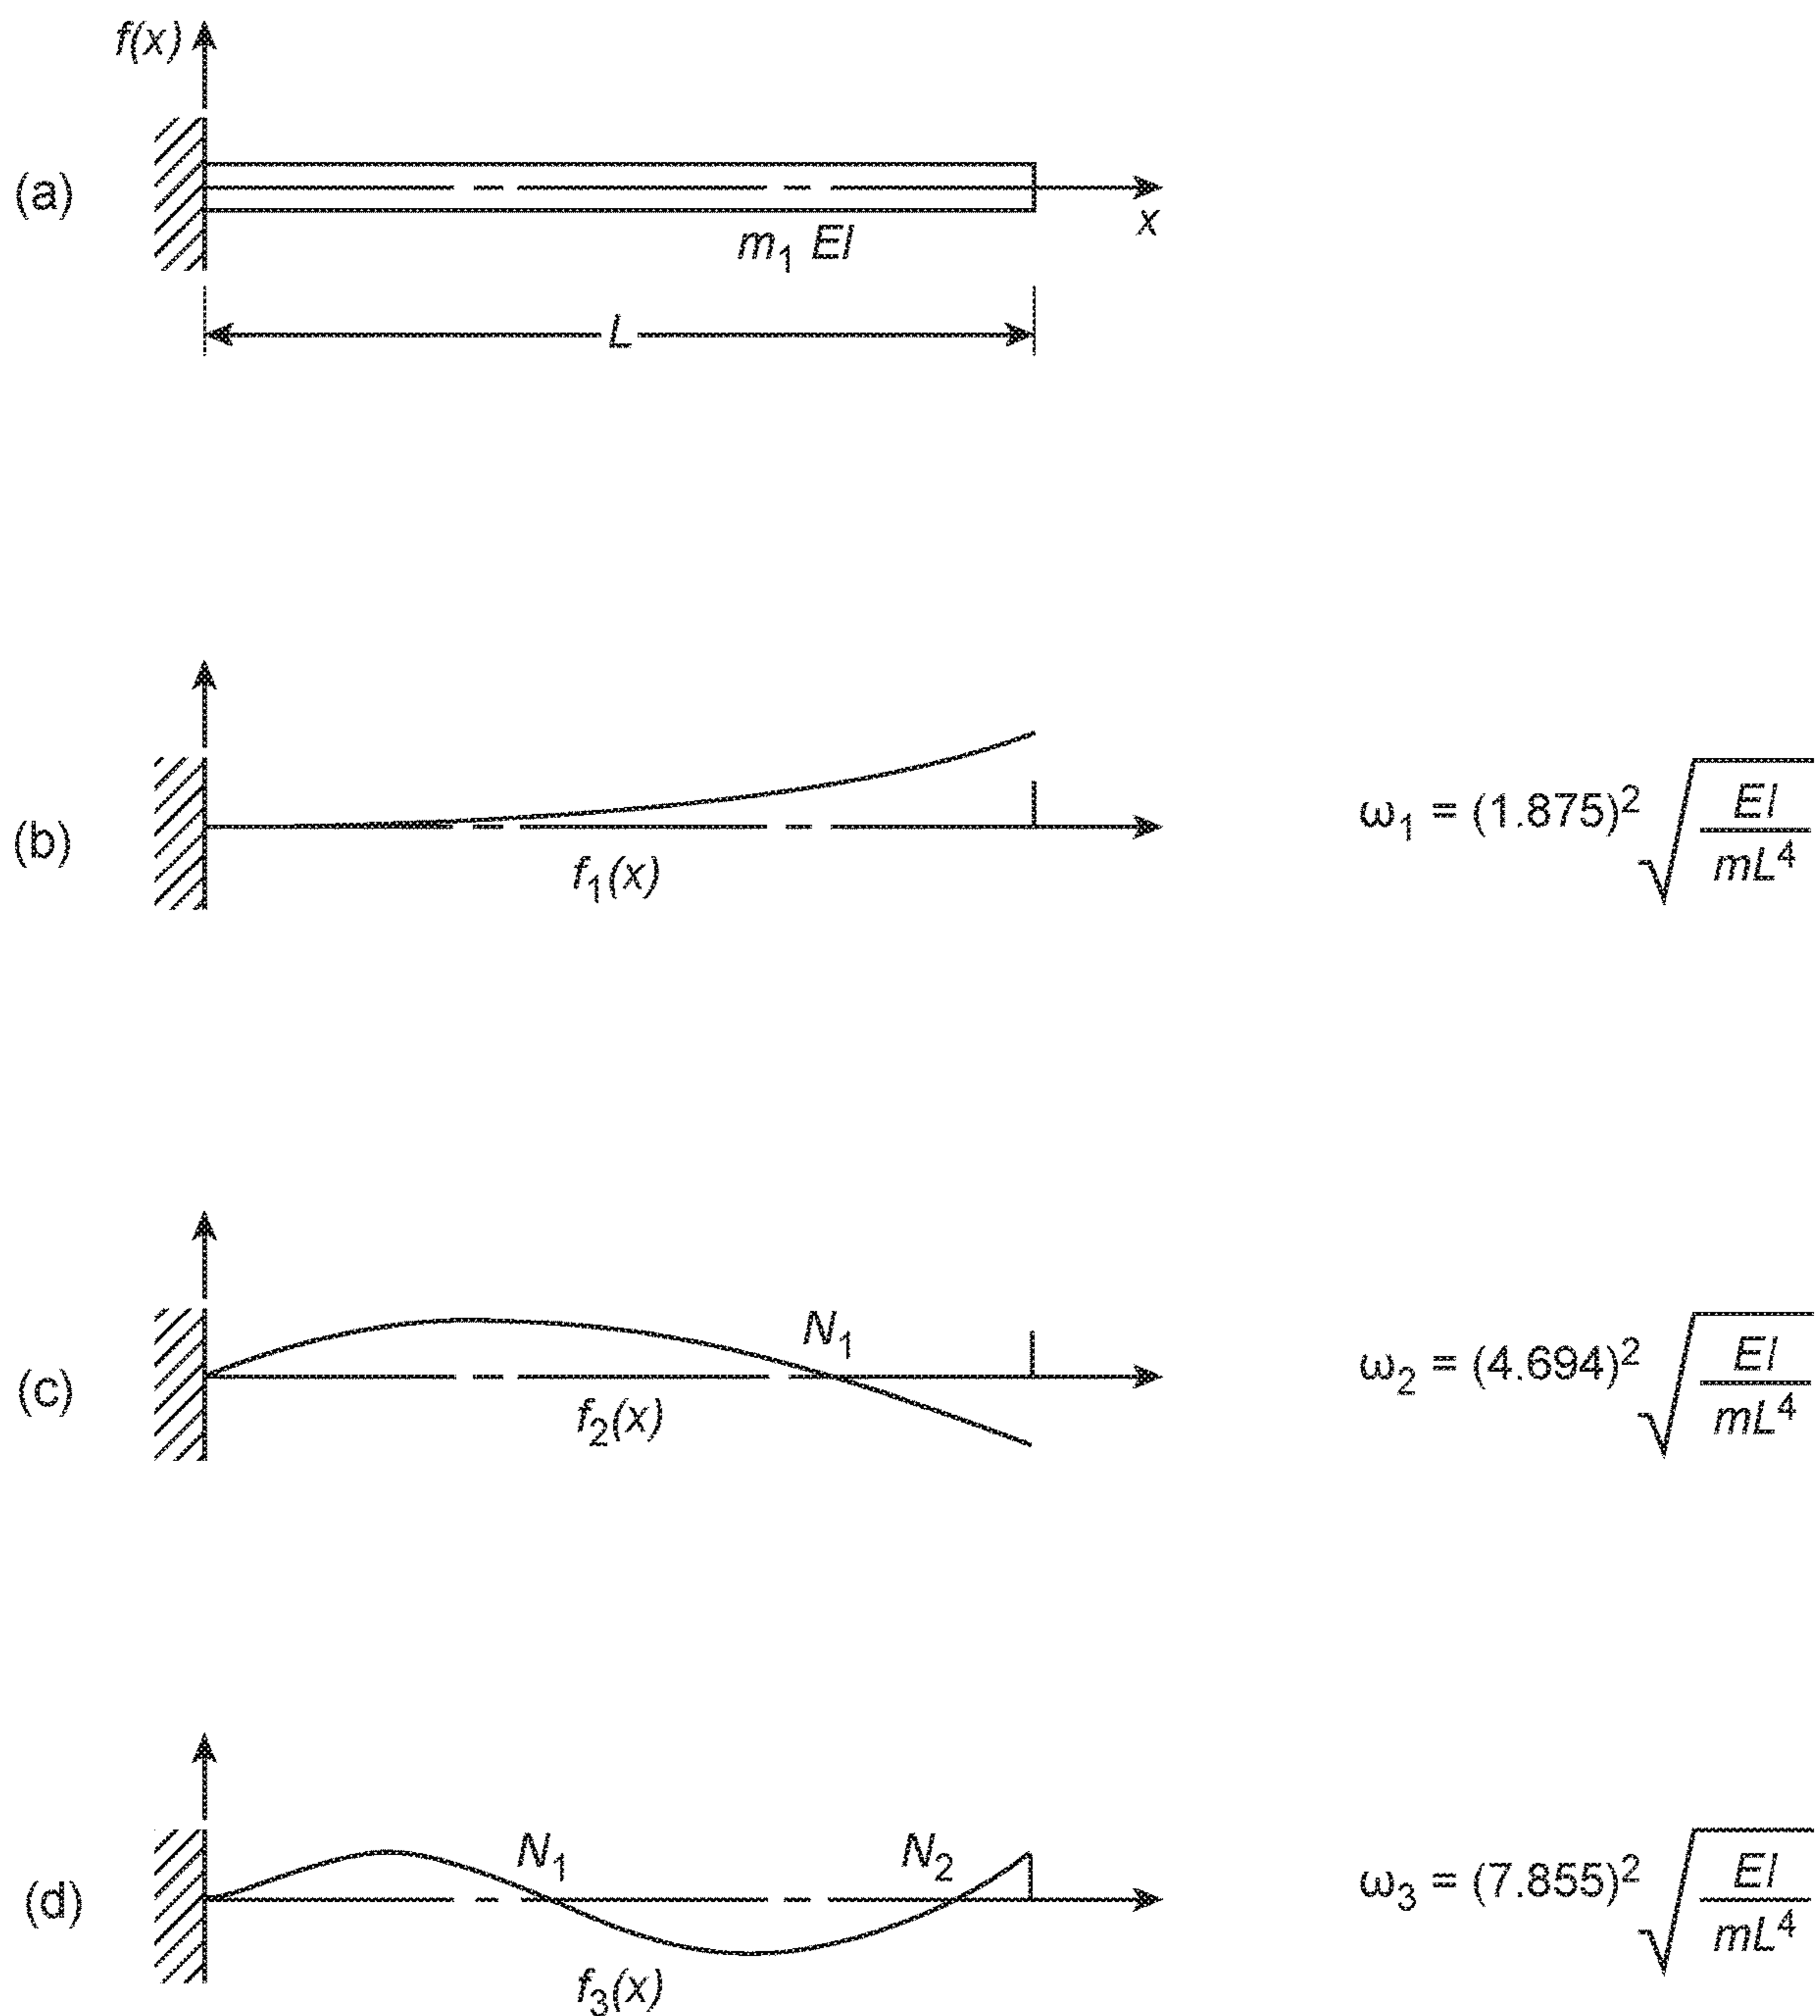 f(x)
(a)
x
m₁ EI
L
(b)
f₁(x)
ω₁ = (1.875)² √(EI / mL⁴)
(c)
N₁
f₂(x)
ω₂ = (4.694)² √(EI / mL⁴)
(d)
N₁
N₂
f₃(x)
ω₃ = (7.855)² √(EI / mL⁴)